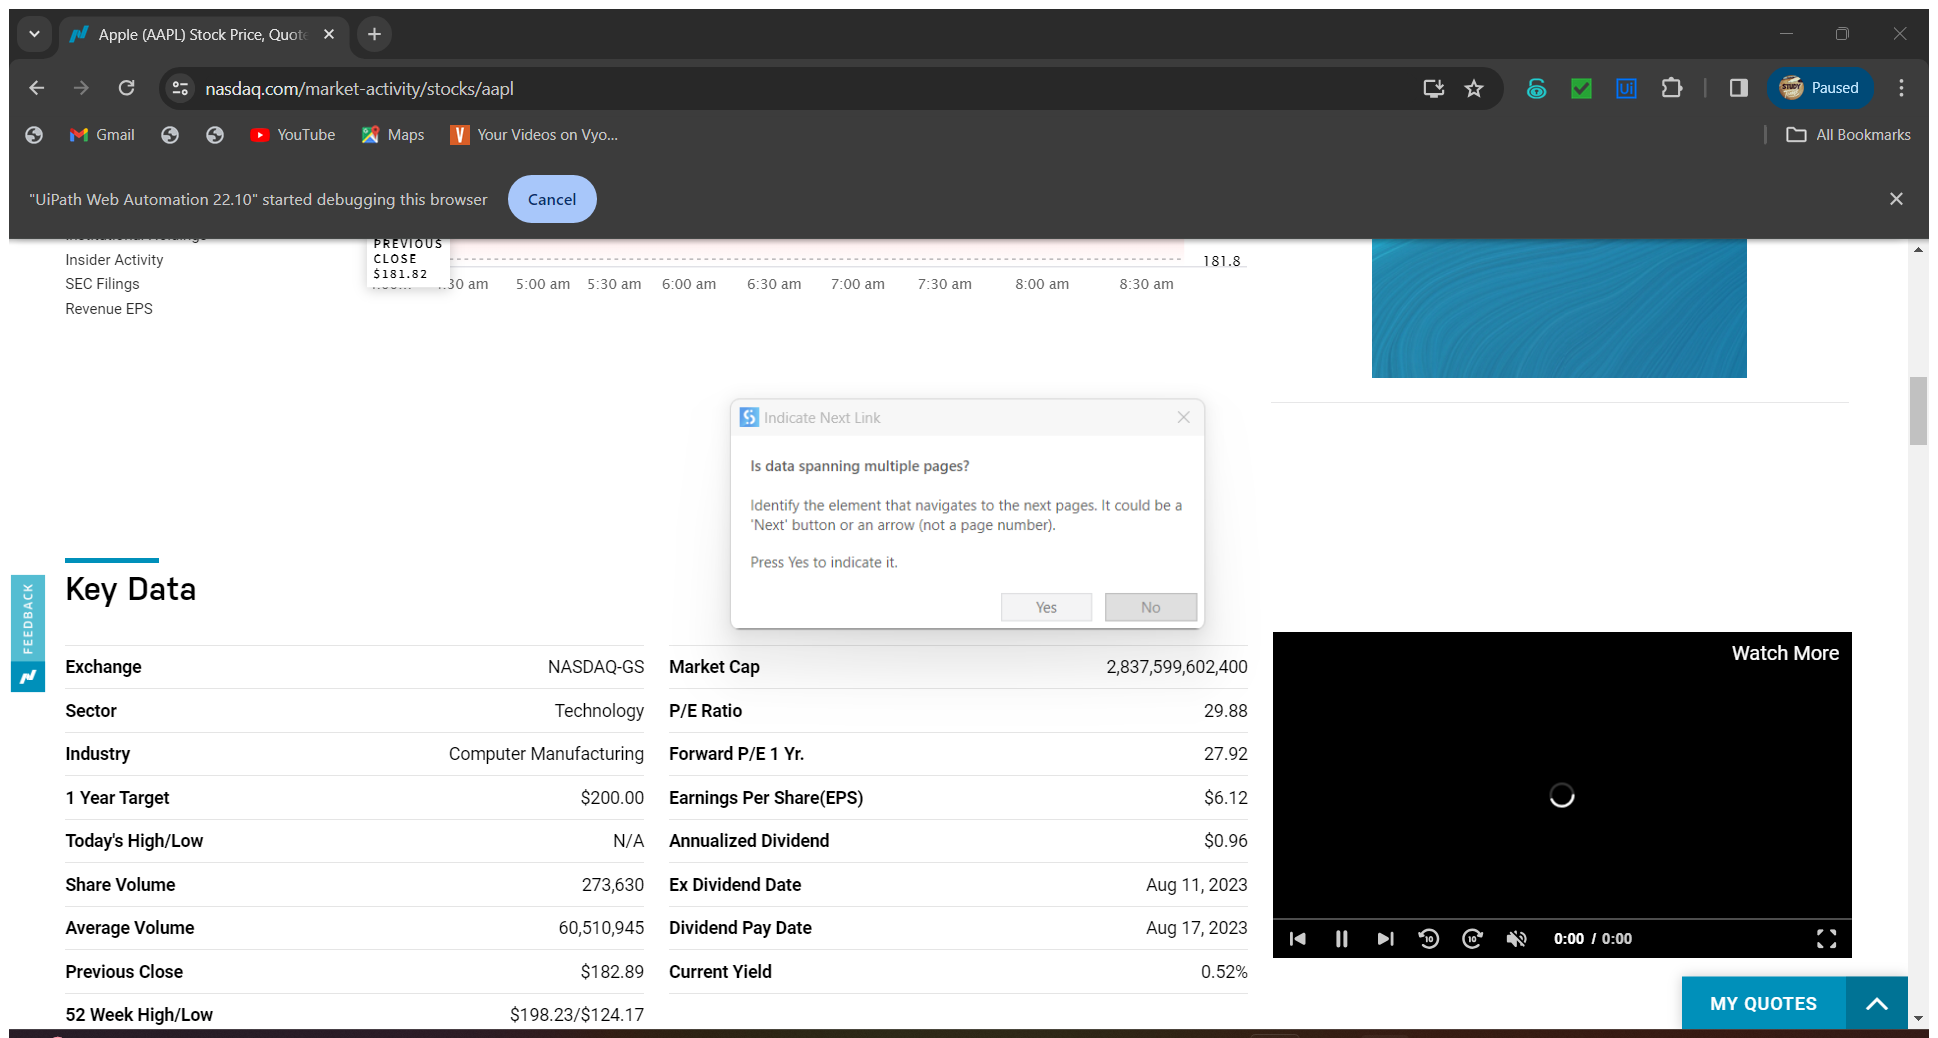 Apple (AAPL) Stock Price, Quote
nasdaq.com/market-activity/stocks/aapl
Paused
Gmail
YouTube
Maps
Your Videos on Vyo...
All Bookmarks
"UiPath Web Automation 22.10" started debugging this browser
Cancel
Institutional Holdings
Insider Activity
SEC Filings
Revenue EPS
PREVIOUS
CLOSE
$181.82
181.8
:30 am 5:00 am 5:30 am 6:00 am 6:30 am 7:00 am 7:30 am 8:00 am 8:30 am
Indicate Next Link
Is data spanning multiple pages?
Identify the element that navigates to the next pages. It could be a
'Next' button or an arrow (not a page number).
Press Yes to indicate it.
Yes No
FEEDBACK
Key Data
Exchange NASDAQ-GS
Sector Technology
Industry Computer Manufacturing
1 Year Target $200.00
Today's High/Low N/A
Share Volume 273,630
Average Volume 60,510,945
Previous Close $182.89
52 Week High/Low $198.23/$124.17
Market Cap 2,837,599,602,400
P/E Ratio 29.88
Forward P/E 1 Yr. 27.92
Earnings Per Share(EPS) $6.12
Annualized Dividend $0.96
Ex Dividend Date Aug 11, 2023
Dividend Pay Date Aug 17, 2023
Current Yield 0.52%
Watch More
10 10 0:00 / 0:00
MY QUOTES